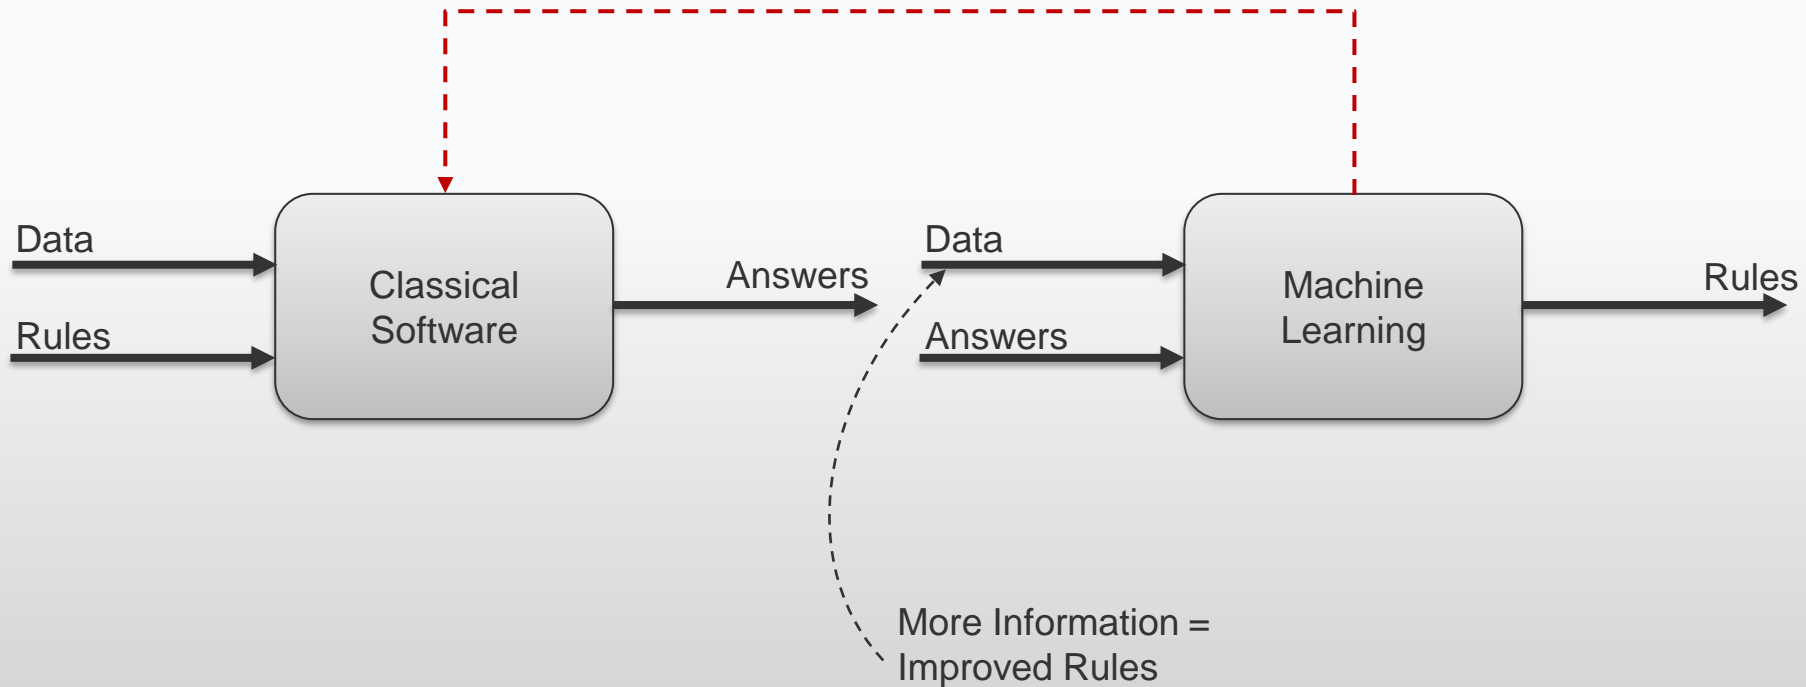 Data
Rules
Classical
Software
Answers
Data
Answers
Machine
Learning
Rules
More Information =
Improved Rules